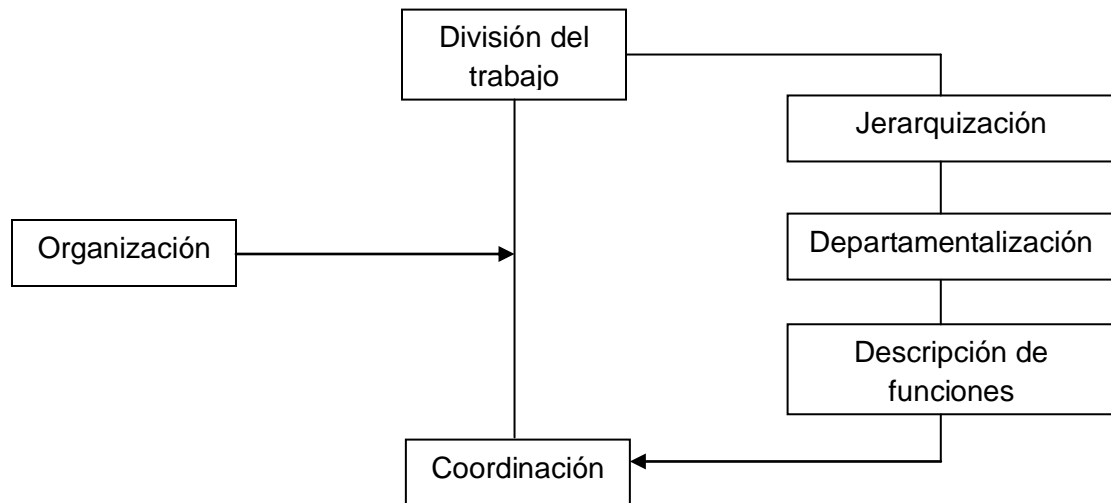 División del
trabajo
Jerarquización
Organización
Departamentalización
Descripción de
funciones
Coordinación